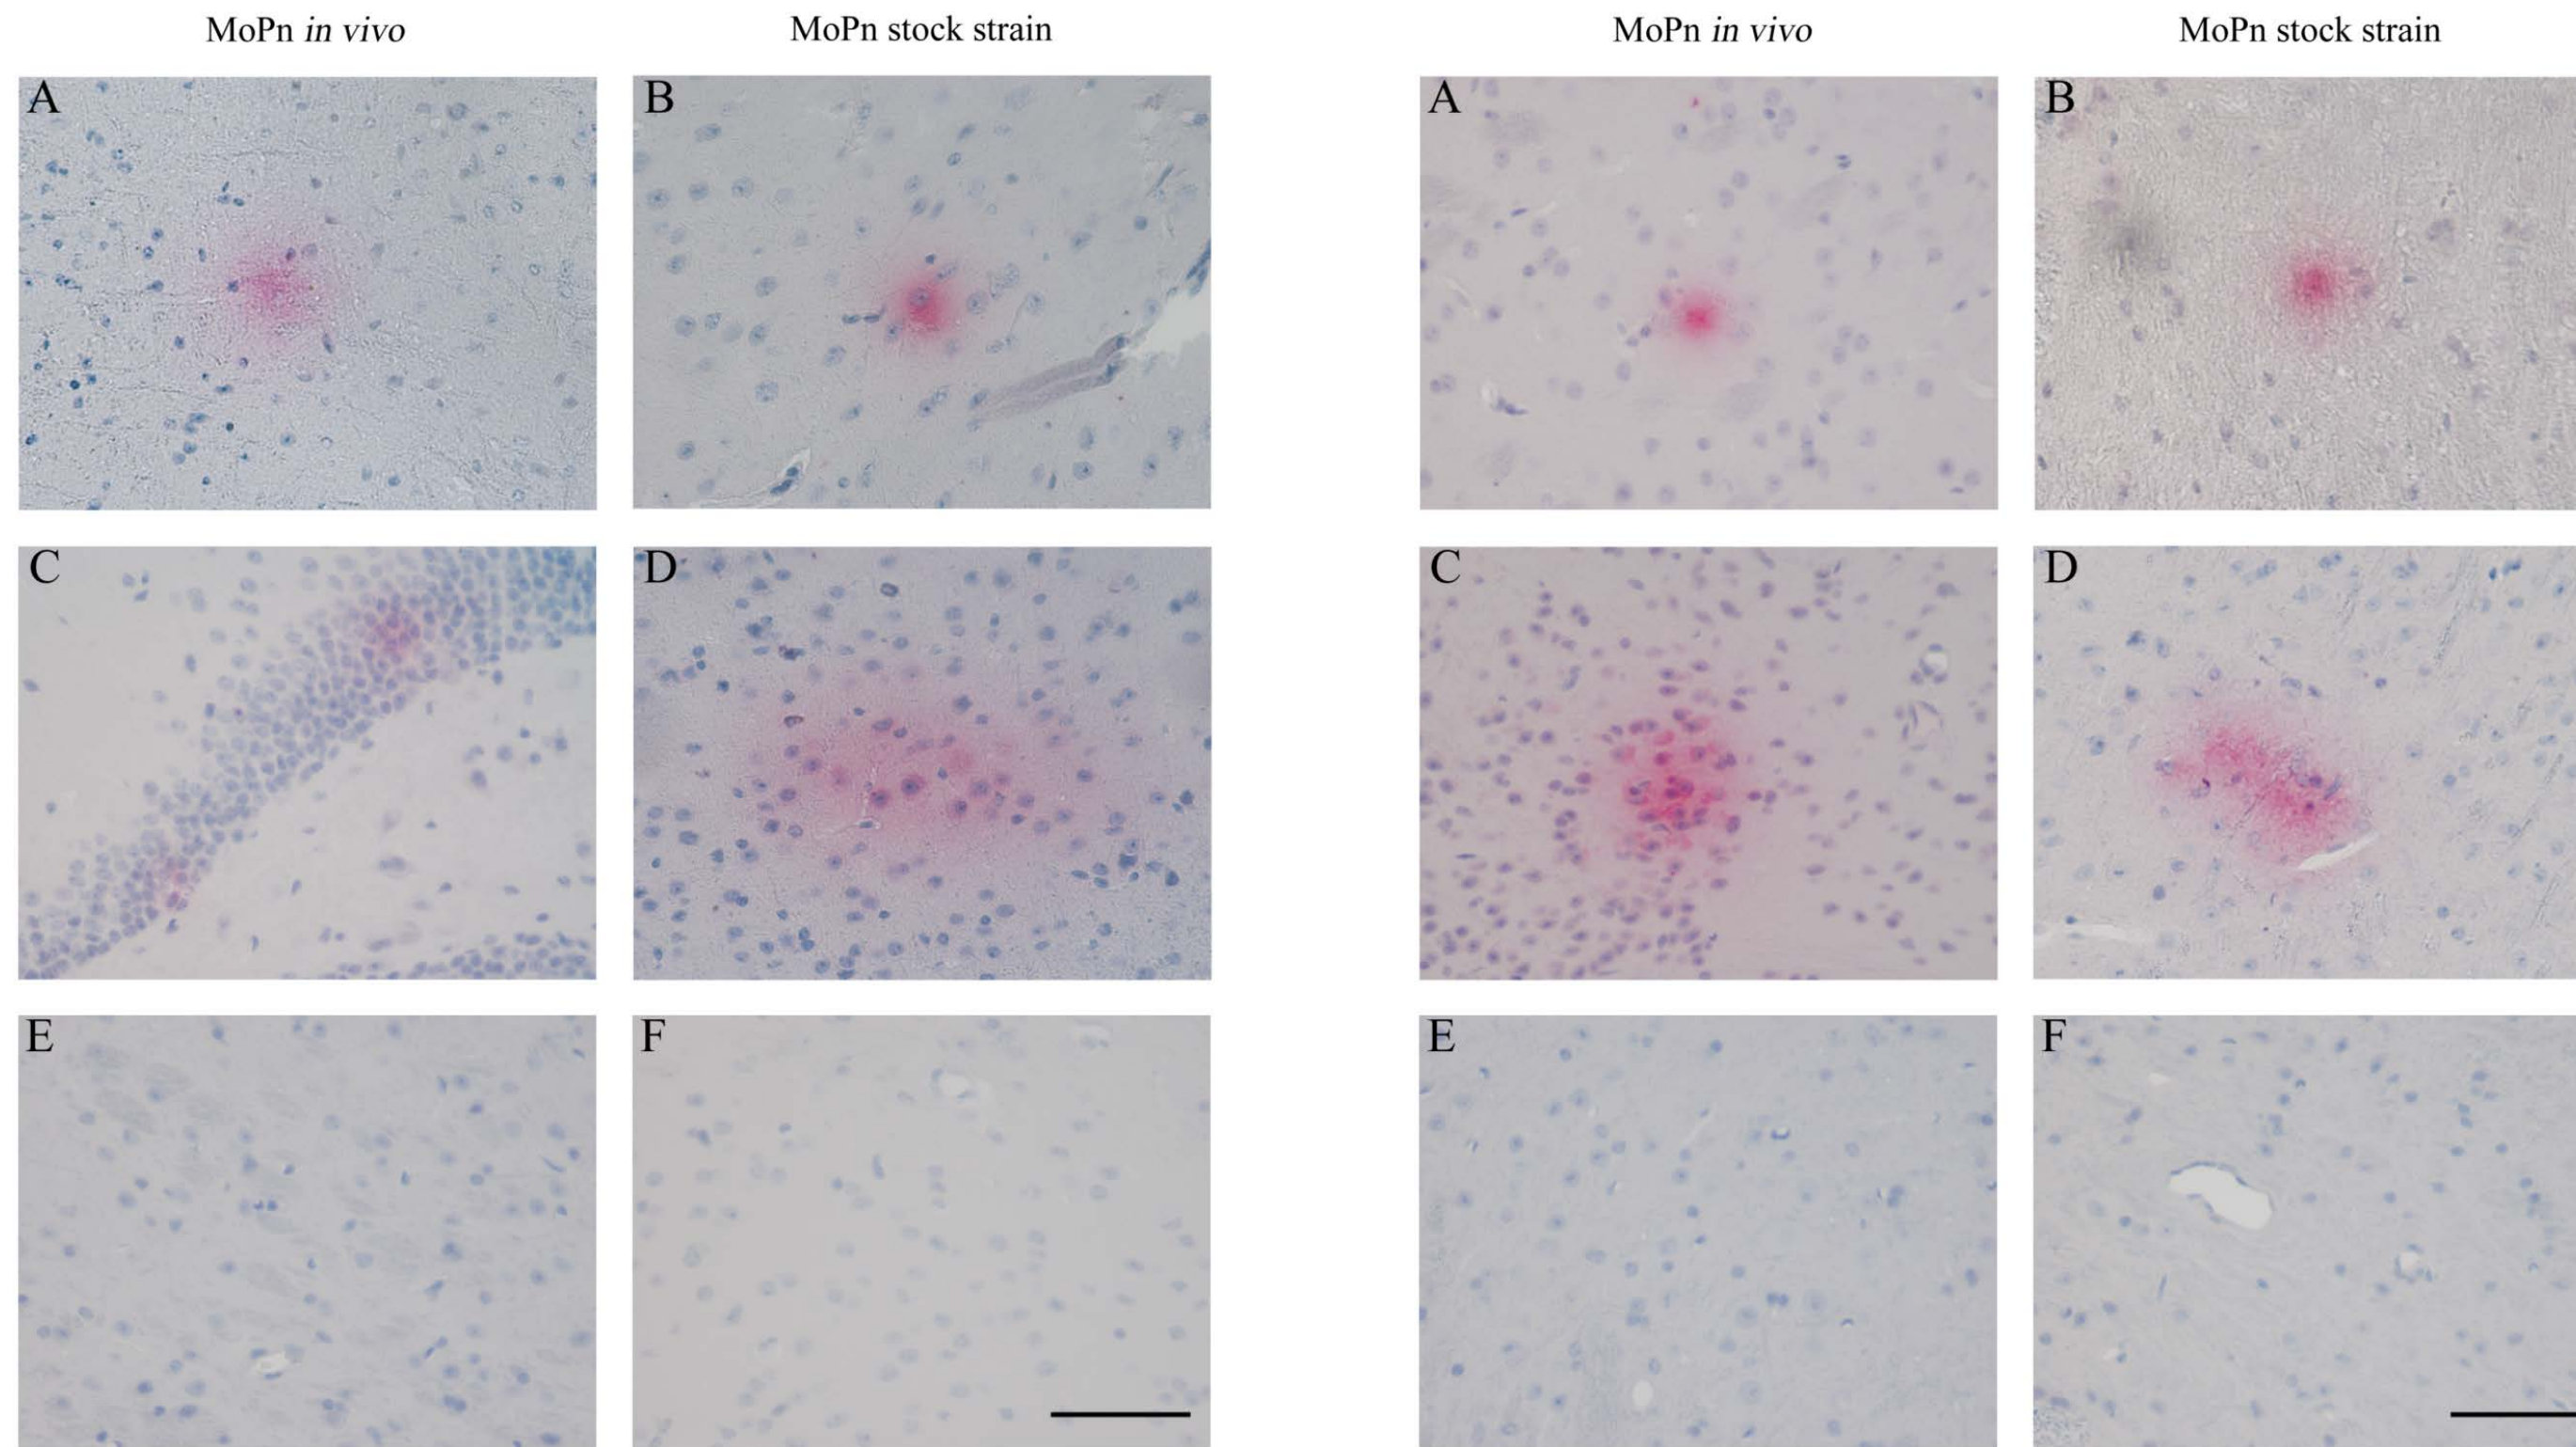 MoPn in vivo MoPn stock strain MoPn in vivo MoPn stock strain
A B A B
C D C D
E F E F